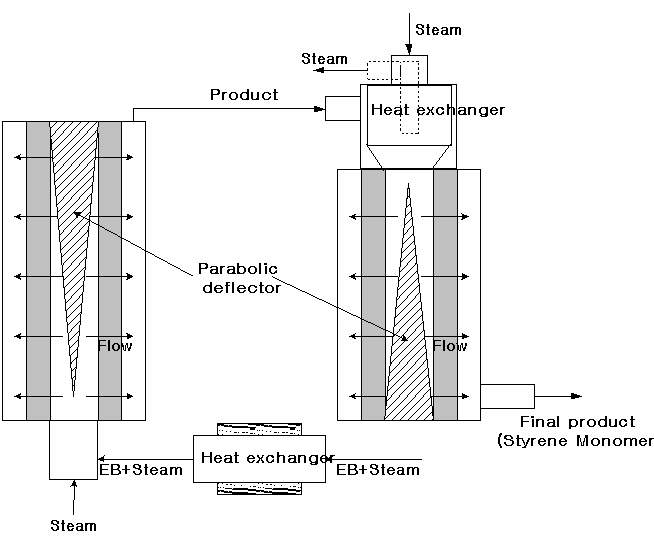 Steam
Steam
Product
Heat exchanger
Parabolic
deflector
Flow
Flow
Final product
(Styrene Monomer
Heat exchanger
EB+Steam
EB+Steam
Steam